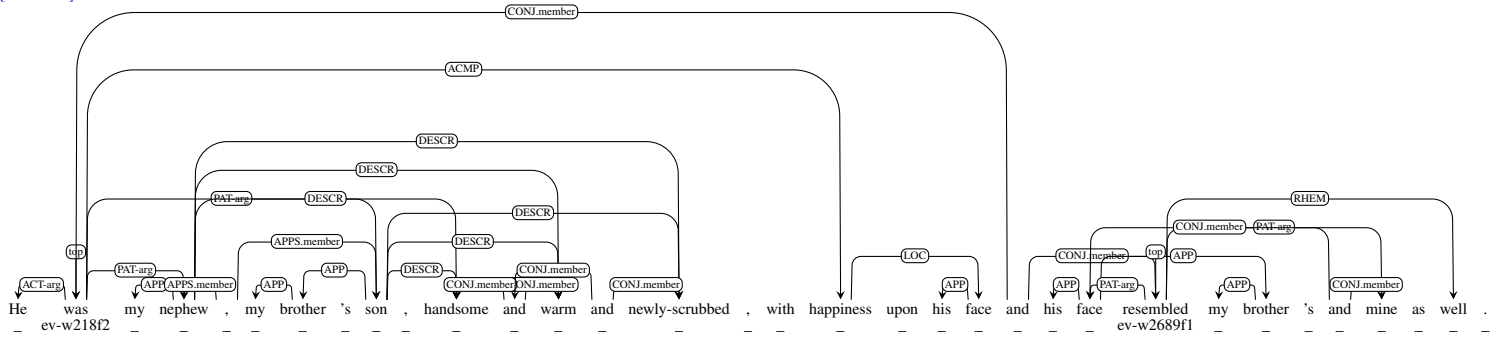 CONJ.member
ACMP
DESCR
DESCR
PAT-arg DESCR RHEM
DESCR CONJ.member PAT-arg
top APPS.member DESCR CONJ.member top APP LOC
PAT-arg APP DESCR CONJ.member
ACT-arg APP APPS.member APP CONJ.member CONJ.member CONJ.member APP APP PAT-arg APP CONJ.member
He was my nephew , my brother 's son , handsome and warm and newly-scrubbed , with happiness upon his face and his face resembled my brother 's and mine as well .
_ ev-w218f2 _ _ _ _ _ _ _ _ _ _ _ _ _ _ _ _ _ _ _ _ _ _ ev-w2689f1 _ _ _ _ _ _ _ _